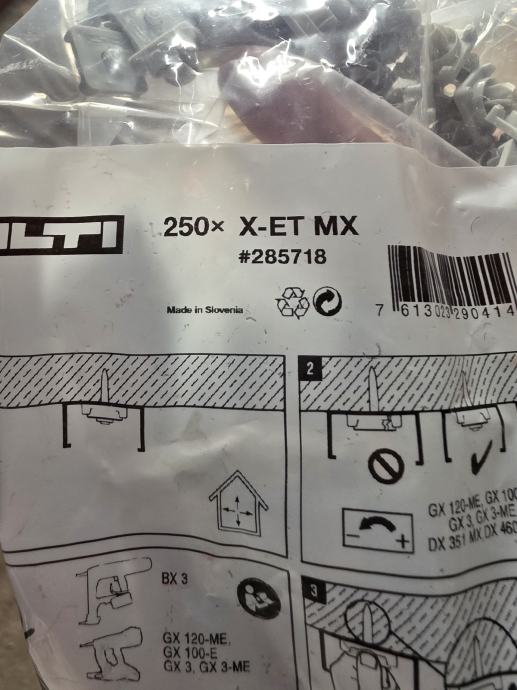 ILTI
250x X-ET MX
#285718
Made in Slovenia
7 613023 290414
2
GX 120-ME, GX 100
GX 3, GX 3-ME
DX 351 MX, DX 460
- +
BX 3
GX 120-ME,
GX 100-E
GX 3, GX 3-ME
3